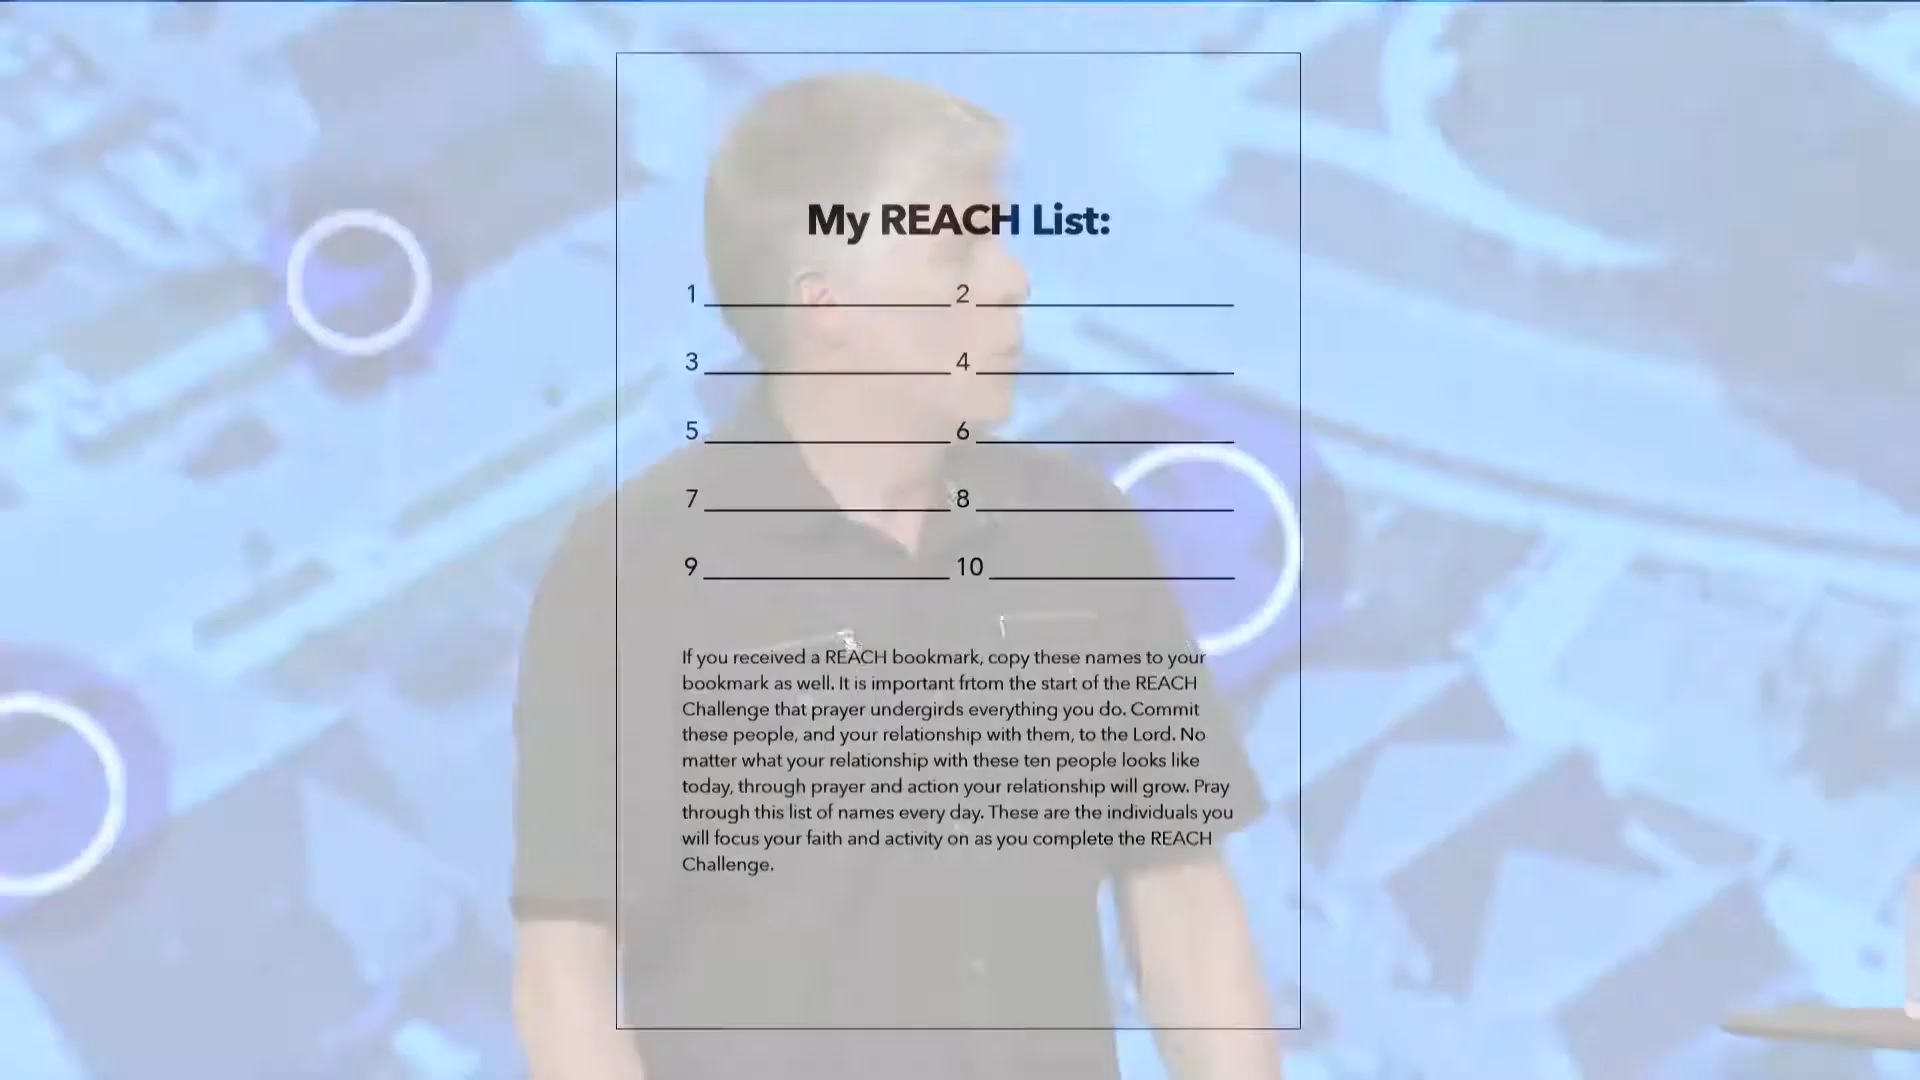 My REACH List:
1 2
3 4
5 6
7 8
9 10
If you received a REACH bookmark, copy these names to your
bookmark as well. It is important frtom the start of the REACH
Challenge that prayer undergirds everything you do. Commit
these people, and your relationship with them, to the Lord. No
matter what your relationship with these ten people looks like
today, through prayer and action your relationship will grow. Pray
through this list of names every day. These are the individuals you
will focus your faith and activity on as you complete the REACH
Challenge.